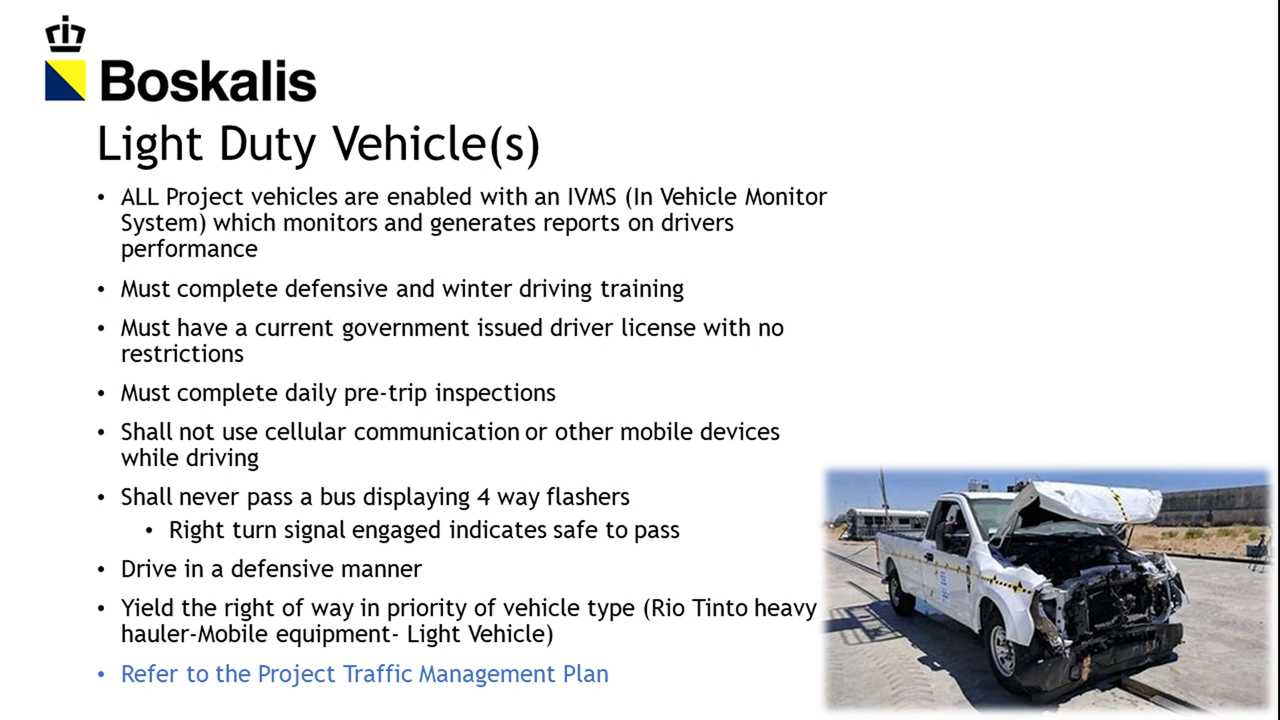 Boskalis
Light Duty Vehicle(s)
• ALL Project vehicles are enabled with an IVMS (In Vehicle Monitor
System) which monitors and generates reports on drivers
performance
• Must complete defensive and winter driving training
• Must have a current government issued driver license with no
restrictions
• Must complete daily pre-trip inspections
• Shall not use cellular communication or other mobile devices
while driving
• Shall never pass a bus displaying 4 way flashers
• Right turn signal engaged indicates safe to pass
• Drive in a defensive manner
• Yield the right of way in priority of vehicle type (Rio Tinto heavy
hauler-Mobile equipment- Light Vehicle)
• Refer to the Project Traffic Management Plan